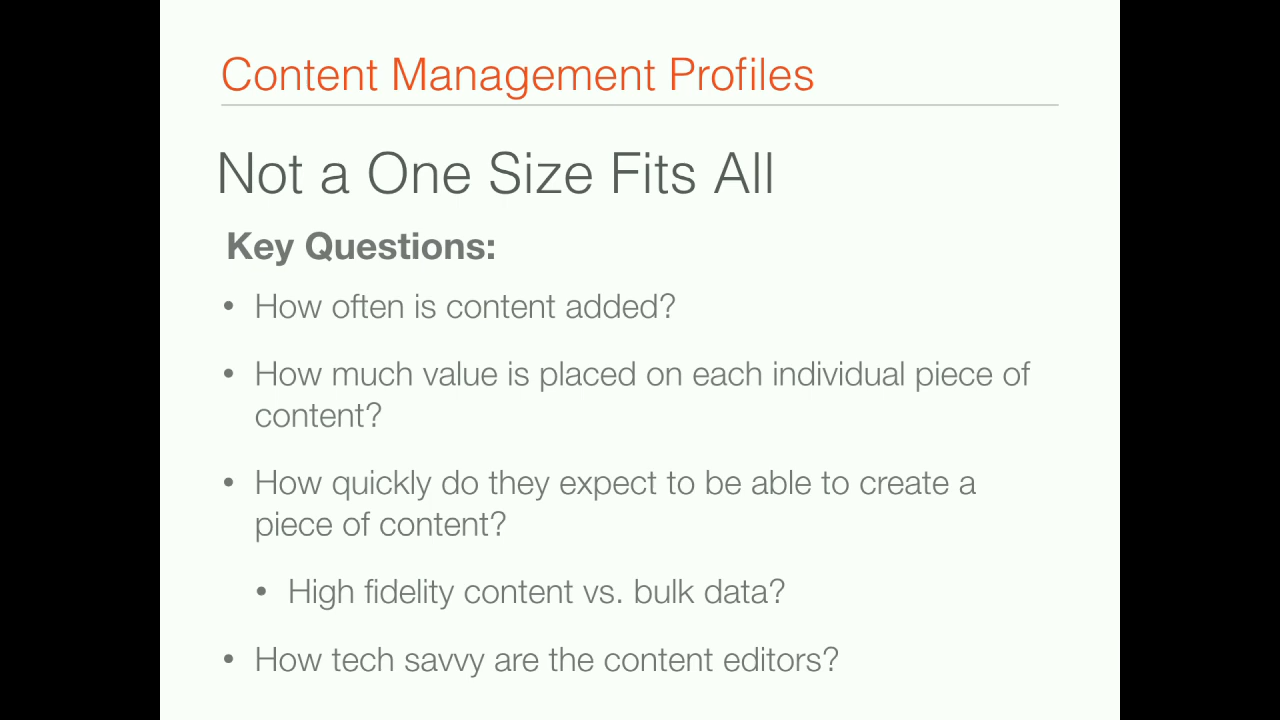 Content Management Profiles
Not a One Size Fits All
Key Questions:
• How often is content added?
• How much value is placed on each individual piece of
content?
• How quickly do they expect to be able to create a
piece of content?
• High fidelity content vs. bulk data?
• How tech savvy are the content editors?